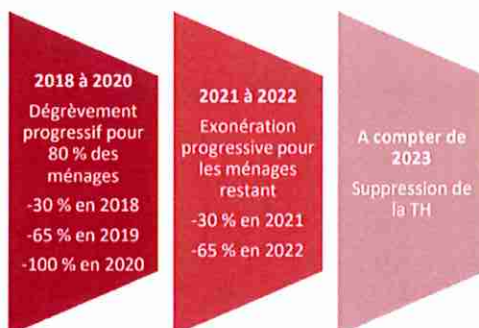 2018 à 2020
Dégrèvement
progressif pour
80 % des
ménages
-30 % en 2018
-65 % en 2019
-100 % en 2020
2021 à 2022
Exonération
progressive pour
les ménages
restant
-30 % en 2021
-65 % en 2022
A compter de
2023
Suppression de
la TH